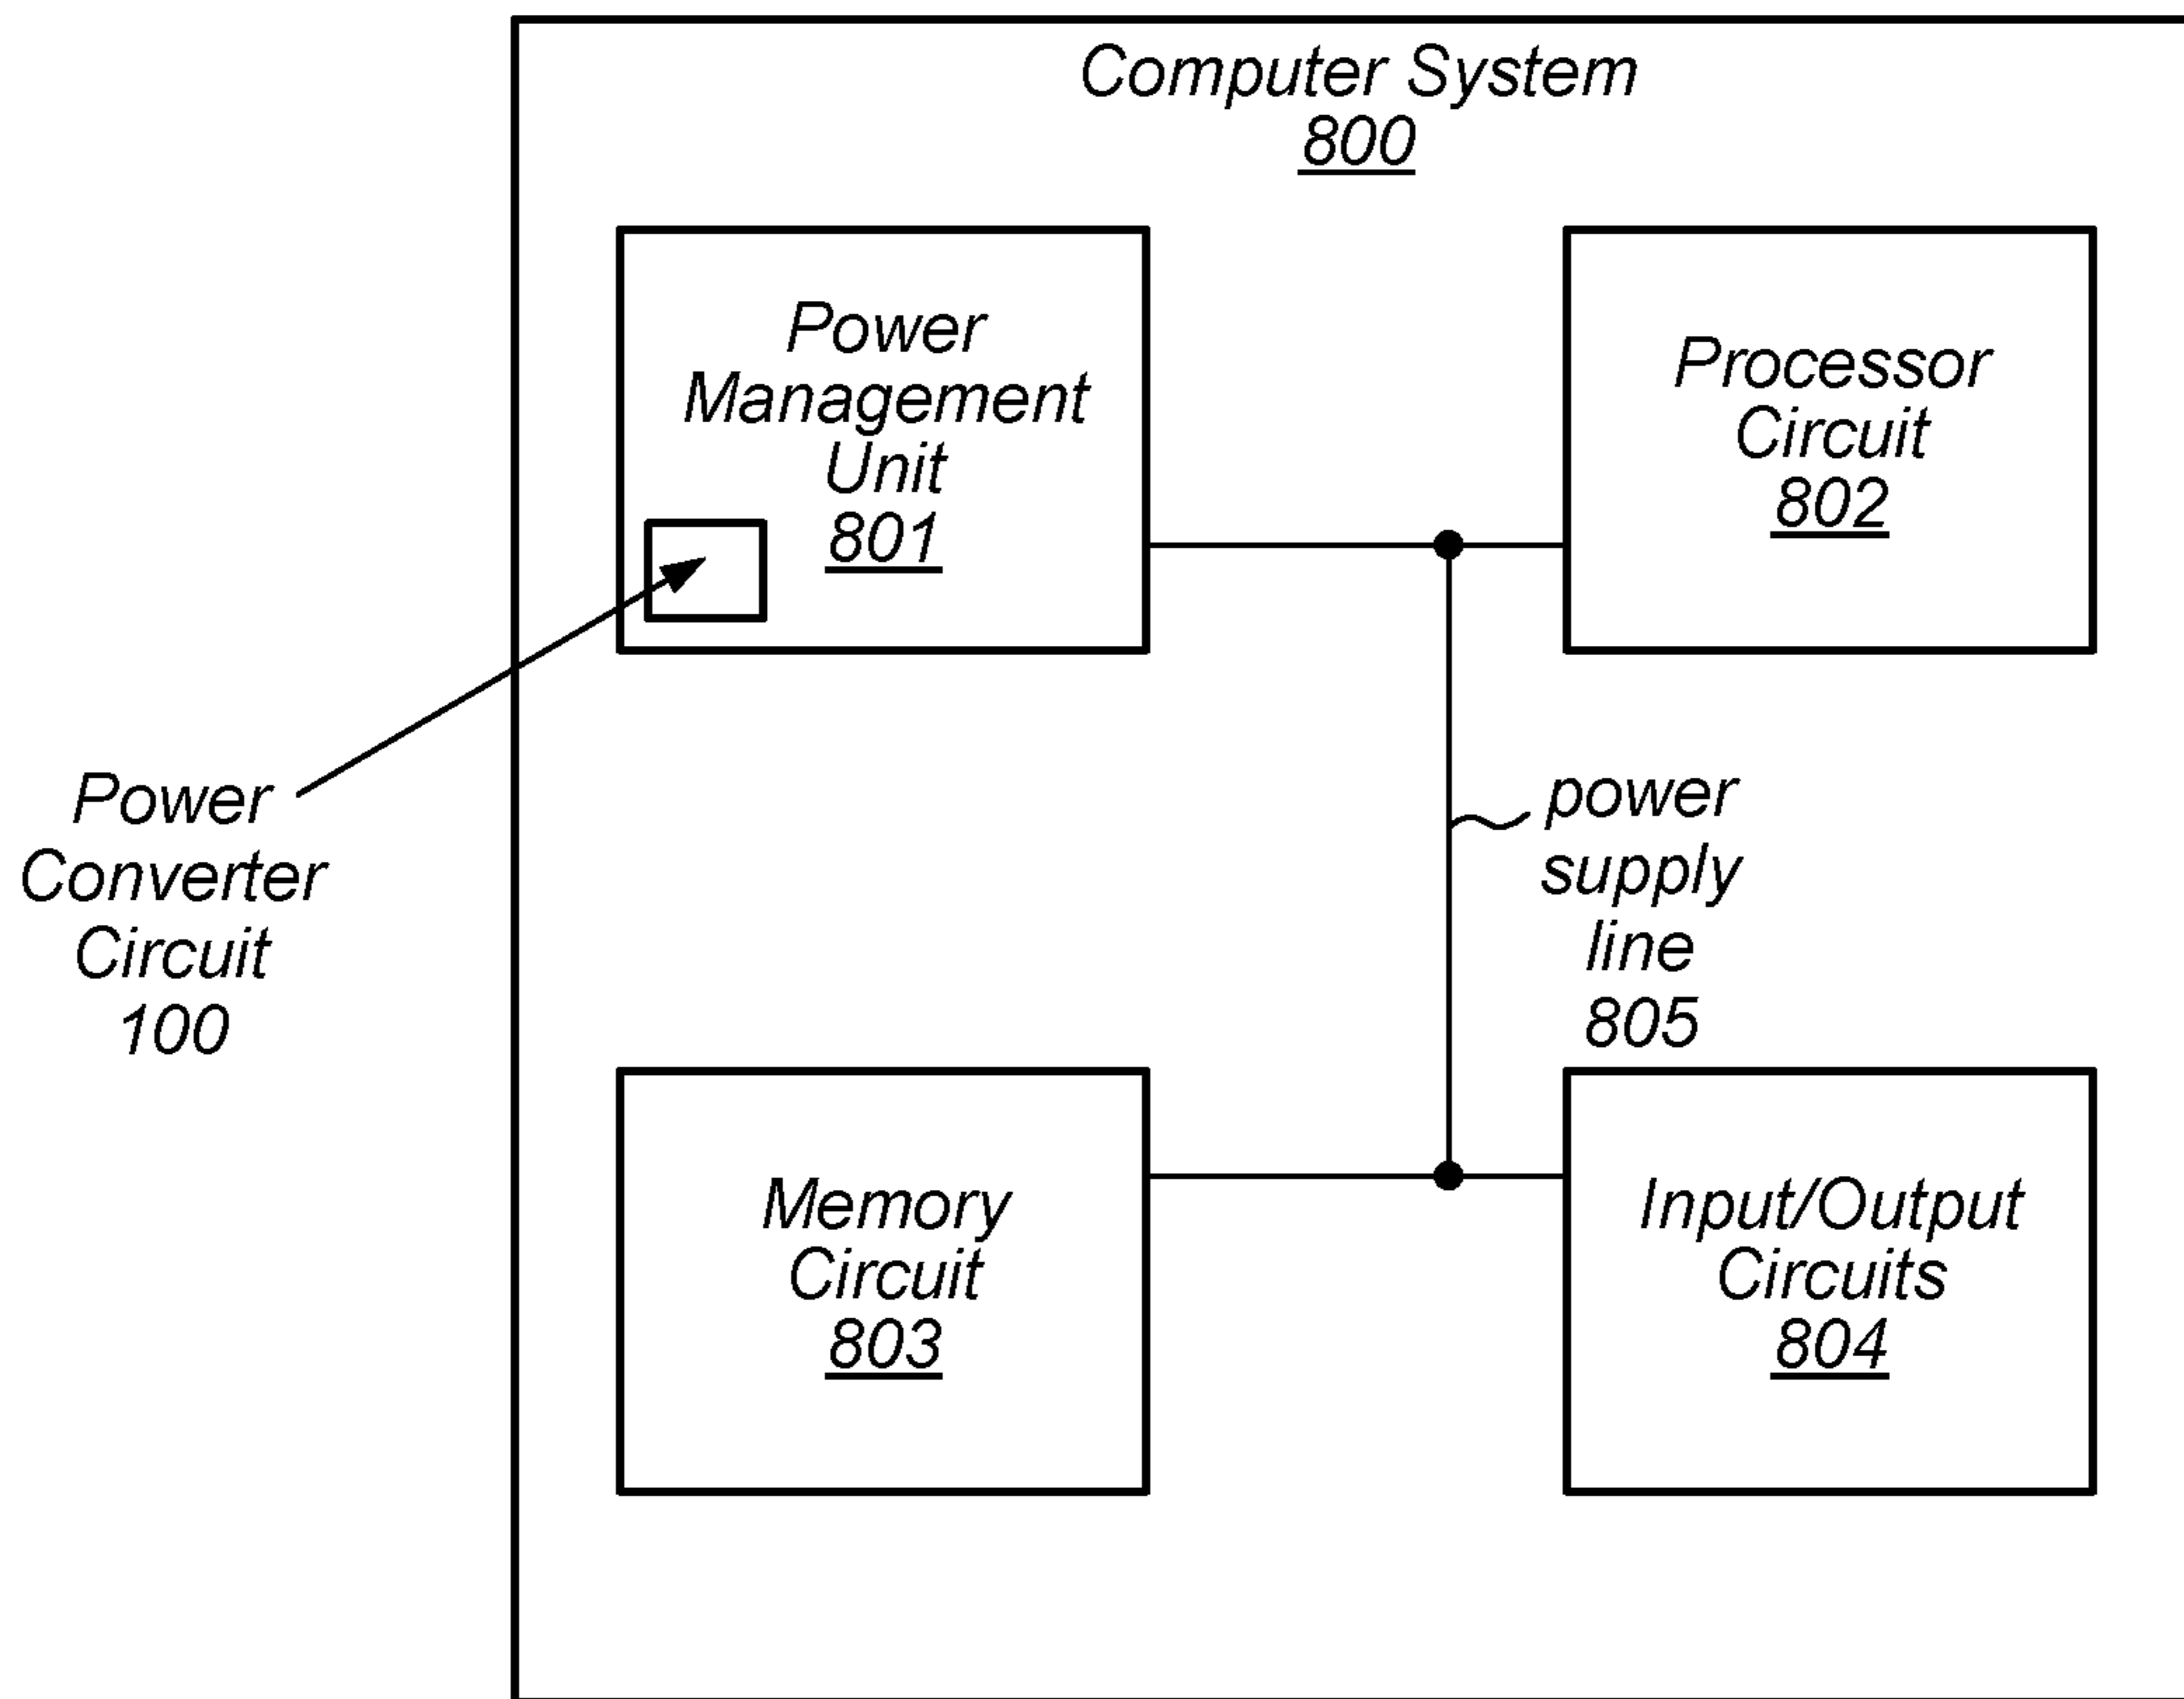 Computer System
800
Power
Management
Unit
801
Processor
Circuit
802
Power
Converter
Circuit
100
power
supply
line
805
Memory
Circuit
803
Input/Output
Circuits
804